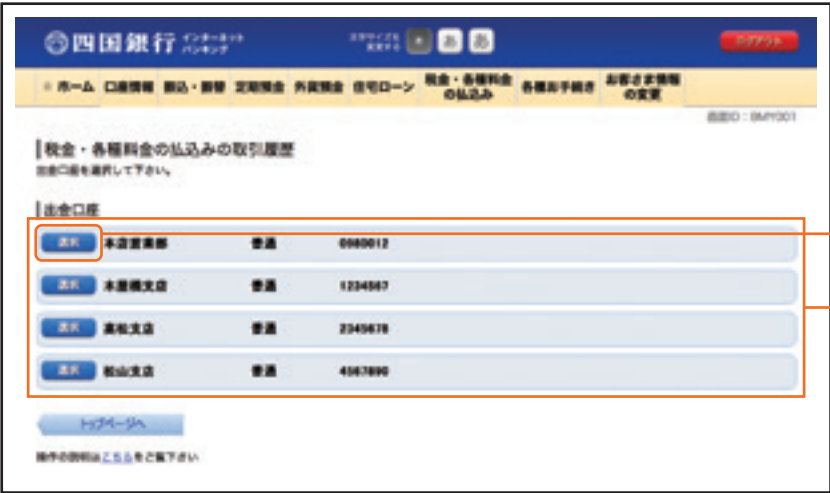 四国銀行 インターネットバンキング 文字サイズを変更する あ あ ログアウト
ホーム 口座情報 振込・振替 定期預金 外貨預金 住宅ローン 税金・各種料金の払込み 各種お手続き お客さま情報の変更
画面ID：BMY001
税金・各種料金の払込みの取引履歴
出金口座を選択して下さい。
出金口座
選択 本店営業部 普通 0980012
選択 木屋橋支店 普通 1234567
選択 高松支店 普通 2345678
選択 松山支店 普通 4567890
トップページへ
操作の説明はこちらをご覧下さい